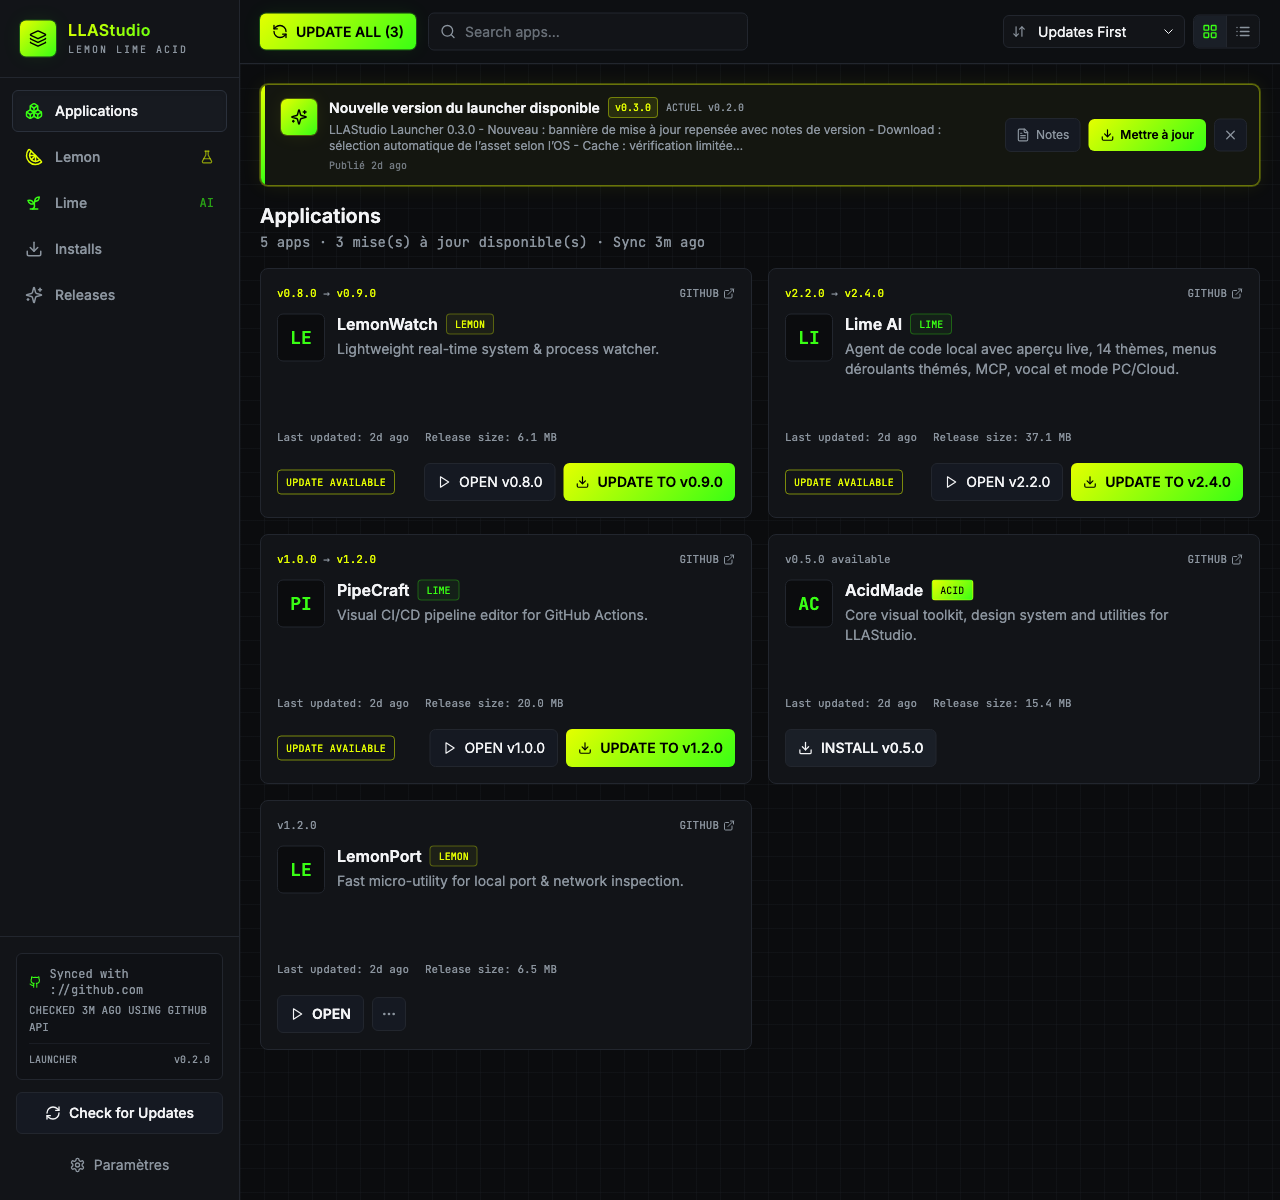 LLAStudio
LEMON LIME ACID
Applications
Lemon
Lime
AI
Installs
Releases
Synced with
://github.com
CHECKED 3M AGO USING GITHUB
API
LAUNCHER v0.2.0
Check for Updates
Paramètres
UPDATE ALL (3)
Search apps...
Updates First
Nouvelle version du launcher disponible v0.3.0 ACTUEL v0.2.0
LLAStudio Launcher 0.3.0 - Nouveau : bannière de mise à jour repensée avec notes de version - Download :
sélection automatique de l'asset selon l'OS - Cache : vérification limitée...
Publié 2d ago
Notes
Mettre à jour
Applications
5 apps · 3 mise(s) à jour disponible(s) · Sync 3m ago
v0.8.0 → v0.9.0
GITHUB
LE
LemonWatch LEMON
Lightweight real-time system & process watcher.
Last updated: 2d ago Release size: 6.1 MB
UPDATE AVAILABLE
OPEN v0.8.0
UPDATE TO v0.9.0
v2.2.0 → v2.4.0
GITHUB
LI
Lime AI LIME
Agent de code local avec aperçu live, 14 thèmes, menus
déroulants thémés, MCP, vocal et mode PC/Cloud.
Last updated: 2d ago Release size: 37.1 MB
UPDATE AVAILABLE
OPEN v2.2.0
UPDATE TO v2.4.0
v1.0.0 → v1.2.0
GITHUB
PI
PipeCraft LIME
Visual CI/CD pipeline editor for GitHub Actions.
Last updated: 2d ago Release size: 20.0 MB
UPDATE AVAILABLE
OPEN v1.0.0
UPDATE TO v1.2.0
v0.5.0 available
GITHUB
AC
AcidMade ACID
Core visual toolkit, design system and utilities for
LLAStudio.
Last updated: 2d ago Release size: 15.4 MB
INSTALL v0.5.0
v1.2.0
GITHUB
LE
LemonPort LEMON
Fast micro-utility for local port & network inspection.
Last updated: 2d ago Release size: 6.5 MB
OPEN